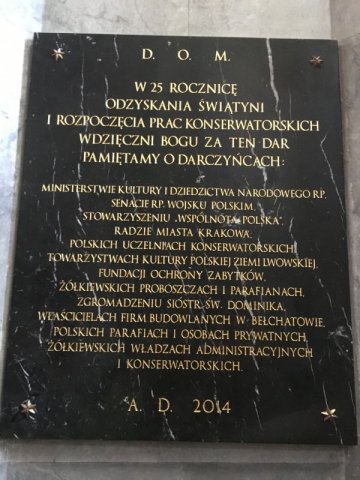 D. O. M.
W 25 ROCZNICĘ
ODZYSKANIA ŚWIĄTYNI
I ROZPOCZĘCIA PRAC KONSERWATORSKICH
WDZIĘCZNI BOGU ZA TEN DAR
PAMIĘTAMY O DARCZYŃCACH:
MINISTERSTWIE KULTURY I DZIEDZICTWA NARODOWEGO RP,
SENACIE RP, WOJSKU POLSKIM,
STOWARZYSZENIU „WSPÓLNOTA POLSKA”,
RADZIE MIASTA KRAKOWA,
POLSKICH UCZELNIACH KONSERWATORSKICH,
TOWARZYSTWACH KULTURY POLSKIEJ ZIEMI LWOWSKIEJ,
FUNDACJI OCHRONY ZABYTKÓW,
ŻÓŁKIEWSKICH PROBOSZCZACH I PARAFIANACH,
ZGROMADZENIU SIÓSTR ŚW. DOMINIKA,
WŁAŚCICIELACH FIRM BUDOWLANYCH W BEŁCHATOWIE,
POLSKICH PARAFIACH I OSOBACH PRYWATNYCH,
ŻÓŁKIEWSKICH WŁADZACH ADMINISTRACYJNYCH
I KONSERWATORSKICH.
A. D. 2014